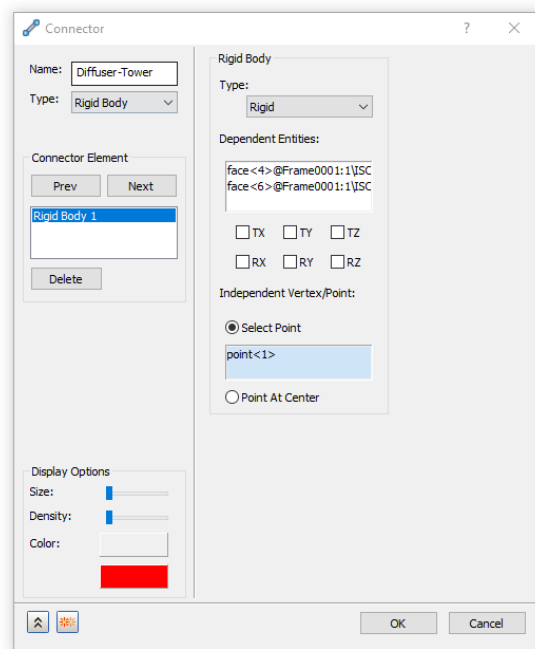 Connector
?
Name:
Diffuser-Tower
Type:
Rigid Body
Connector Element
Prev
Next
Rigid Body 1
Delete
Display Options
Size:
Density:
Color:
Rigid Body
Type:
Rigid
Dependent Entities:
face<4>@Frame0001:1\ISC
face<6>@Frame0001:1\ISC
TX TY TZ
RX RY RZ
Independent Vertex/Point:
Select Point
point<1>
Point At Center
OK
Cancel